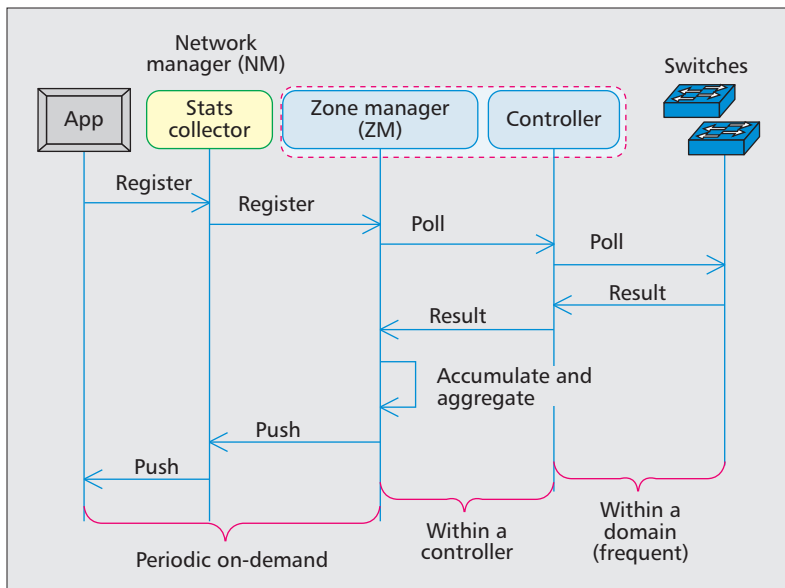 Network
manager (NM)
Switches
App
Stats
collector
Zone manager
(ZM)
Controller
Register
Register
Poll
Poll
Result
Result
Accumulate and
aggregate
Push
Push
Periodic on-demand
Within a
controller
Within a
domain
(frequent)